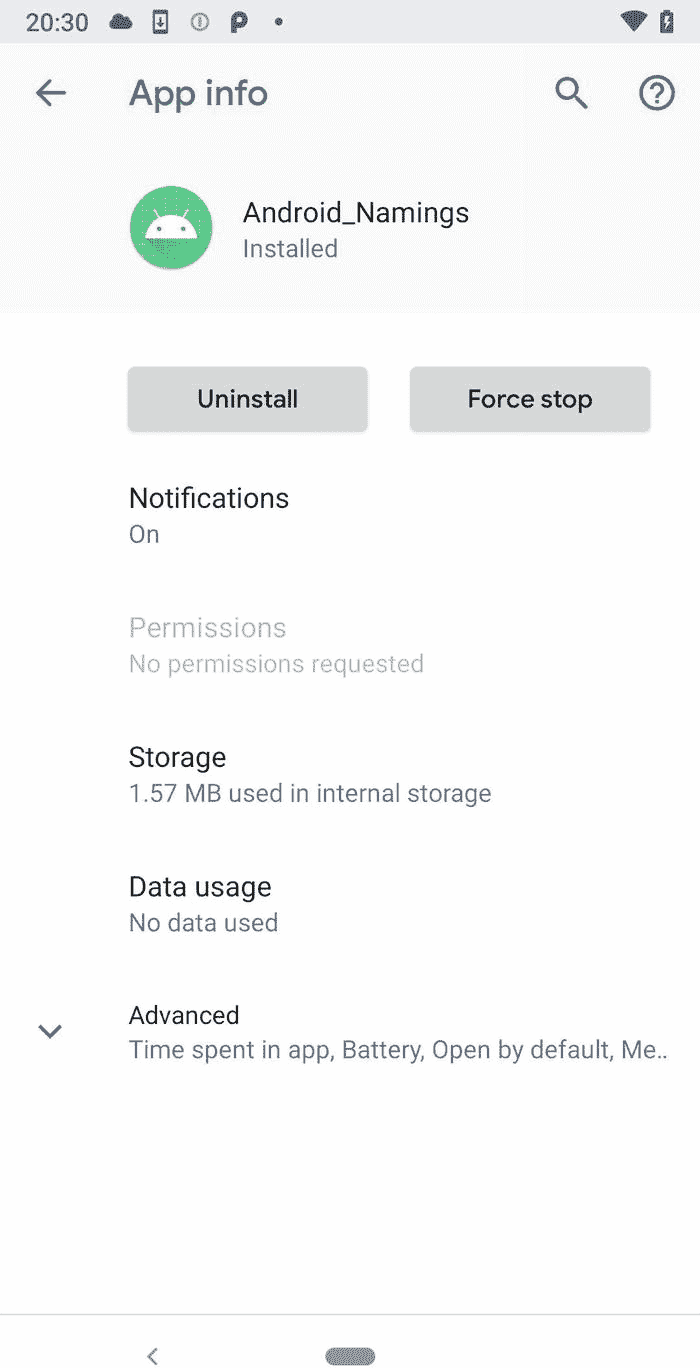 20:30
App info
Android_Namings
Installed
Uninstall
Force stop
Notifications
On
Permissions
No permissions requested
Storage
1.57 MB used in internal storage
Data usage
No data used
Advanced
Time spent in app, Battery, Open by default, Me..